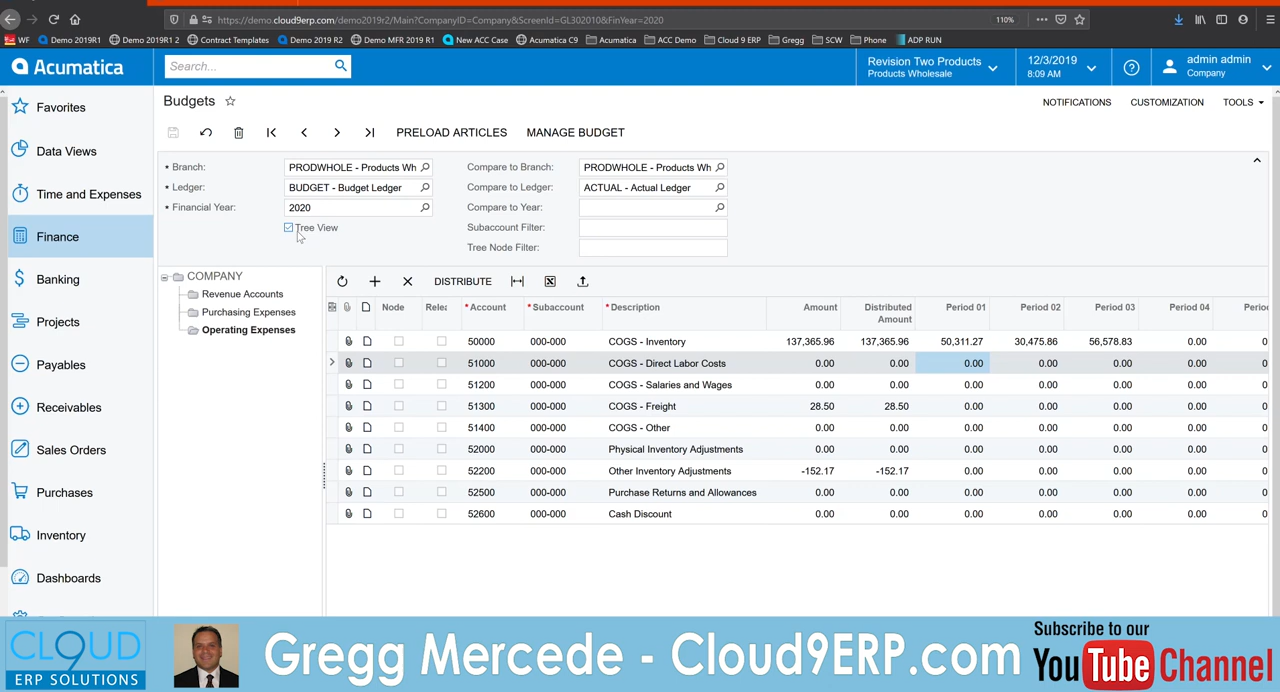 https://demo.cloud9erp.com/demo2019r2/Main?CompanyID=Company&ScreenId=GL302010&FinYear=2020
110%
WF
Demo 2019R1
Demo 2019R1 2
Contract Templates
Demo 2019 R2
Demo MFR 2019 R1
New ACC Case
Acumatica C9
Acumatica
ACC Demo
Cloud 9 ERP
Gregg
SCW
Phone
ADP RUN
Acumatica
Search...
Revision Two Products
Products Wholesale
12/3/2019
8:09 AM
admin admin
Company
Favorites
Data Views
Time and Expenses
Finance
Banking
Projects
Payables
Receivables
Sales Orders
Purchases
Inventory
Dashboards
Budgets
NOTIFICATIONS
CUSTOMIZATION
TOOLS
PRELOAD ARTICLES
MANAGE BUDGET
Branch: PRODWHOLE - Products Wh
Compare to Branch: PRODWHOLE - Products Wh
Ledger: BUDGET - Budget Ledger
Compare to Ledger: ACTUAL - Actual Ledger
Financial Year: 2020
Compare to Year:
Tree View
Subaccount Filter:
Tree Node Filter:
COMPANY
Revenue Accounts
Purchasing Expenses
Operating Expenses
DISTRIBUTE
Node Relea Account Subaccount Description Amount Distributed Amount Period 01 Period 02 Period 03 Period 04 Perio
50000 000-000 COGS - Inventory 137,365.96 137,365.96 50,311.27 30,475.86 56,578.83 0.00 0
51000 000-000 COGS - Direct Labor Costs 0.00 0.00 0.00 0.00 0.00 0.00 0
51200 000-000 COGS - Salaries and Wages 0.00 0.00 0.00 0.00 0.00 0.00 0
51300 000-000 COGS - Freight 28.50 28.50 0.00 0.00 0.00 0.00 0
51400 000-000 COGS - Other 0.00 0.00 0.00 0.00 0.00 0.00 0
52000 000-000 Physical Inventory Adjustments 0.00 0.00 0.00 0.00 0.00 0.00 0
52200 000-000 Other Inventory Adjustments -152.17 -152.17 0.00 0.00 0.00 0.00 0
52500 000-000 Purchase Returns and Allowances 0.00 0.00 0.00 0.00 0.00 0.00 0
52600 000-000 Cash Discount 0.00 0.00 0.00 0.00 0.00 0.00 0
CLOUD 9
ERP SOLUTIONS
Gregg Mercede - Cloud9ERP.com
Subscribe to our
YouTube Channel